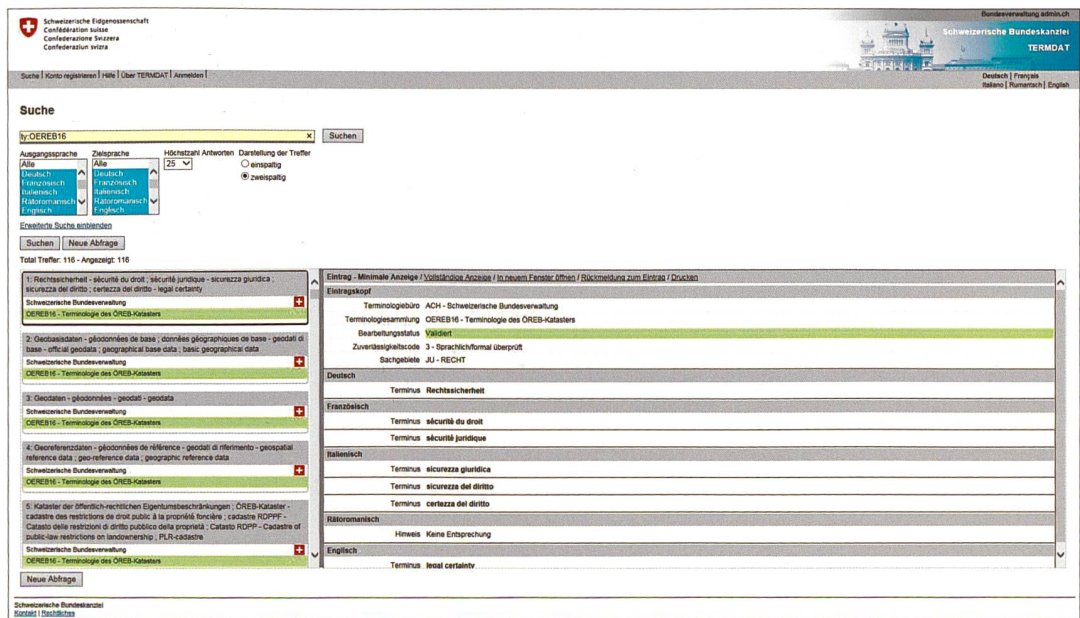 Bundesverwaltung admin.ch
Schweizerische Eidgenossenschaft
Confédération suisse
Confederazione Svizzera
Confederaziun svizra
Schweizerische Bundeskanzlei
TERMDAT
Suche | Konto registrieren | Hilfe | Über TERMDAT | Anmelden |
Deutsch | Français
Italiano | Rumantsch | English
Suche
ty:OEREB16 ×
Suchen
Ausgangssprache Zielsprache Höchstzahl Antworten Darstellung der Treffer
Alle Alle 25 einspaltig
Deutsch Deutsch zweispaltig
Französisch Französisch
Italienisch Italienisch
Rätoromanisch Rätoromanisch
Englisch Englisch
Erweiterte Suche einblenden
Suchen Neue Abfrage
Total Treffer: 116 - Angezeigt: 116
1: Rechtssicherheit - sécurité du droit ; sécurité juridique - sicurezza giuridica ;
sicurezza del diritto ; certezza del diritto - legal certainty
Schweizerische Bundesverwaltung
OEREB16 - Terminologie des ÖREB-Katasters
2: Geobasisdaten - géodonnées de base ; données géographiques de base - geodati di
base - official geodata ; geographical base data ; basic geographical data
Schweizerische Bundesverwaltung
OEREB16 - Terminologie des ÖREB-Katasters
3: Geodaten - géodonnées - geodati - geodata
Schweizerische Bundesverwaltung
OEREB16 - Terminologie des ÖREB-Katasters
4: Georeferenzdaten - géodonnées de référence - geodati di riferimento - geospatial
reference data ; geo-reference data ; geographic reference data
Schweizerische Bundesverwaltung
OEREB16 - Terminologie des ÖREB-Katasters
5: Kataster der öffentlich-rechtlichen Eigentumsbeschränkungen ; ÖREB-Kataster -
cadastre des restrictions de droit public à la propriété foncière ; cadastre RDPPF -
Catasto delle restrizioni di diritto pubblico della proprietà ; Catasto RDPP - Cadastre of
public-law restrictions on landownership ; PLR-cadastre
Schweizerische Bundesverwaltung
OEREB16 - Terminologie des ÖREB-Katasters
Eintrag - Minimale Anzeige / Vollständige Anzeige / In neuem Fenster öffnen / Rückmeldung zum Eintrag / Drucken
Eintragskopf
Terminologiebüro ACH - Schweizerische Bundesverwaltung
Terminologiesammlung OEREB16 - Terminologie des ÖREB-Katasters
Bearbeitungsstatus Validiert
Zuverlässigkeitscode 3 - Sprachlich/formal überprüft
Sachgebiete JU - RECHT
Deutsch
Terminus Rechtssicherheit
Französisch
Terminus sécurité du droit
Terminus sécurité juridique
Italienisch
Terminus sicurezza giuridica
Terminus sicurezza del diritto
Terminus certezza del diritto
Rätoromanisch
Hinweis Keine Entsprechung
Englisch
Terminus legal certainty
Neue Abfrage
Schweizerische Bundeskanzlei
Kontakt | Rechtliches